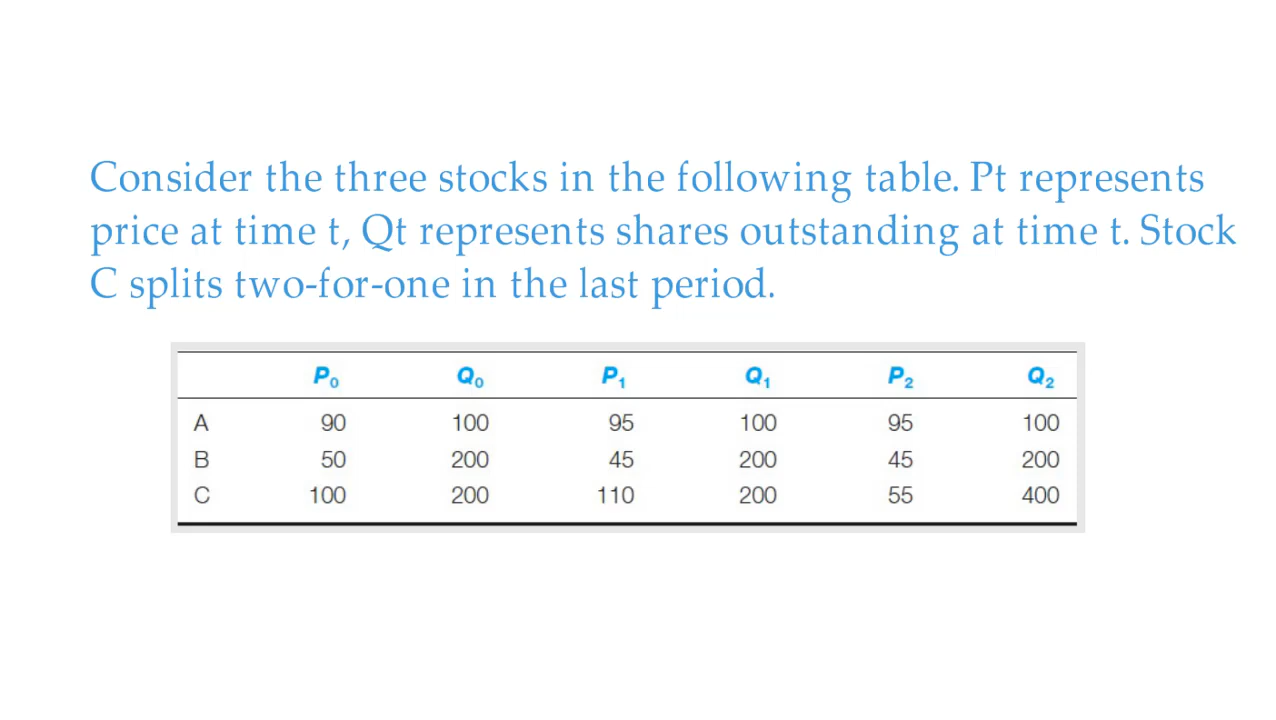 Consider the three stocks in the following table. Pt represents
price at time t, Qt represents shares outstanding at time t. Stock
C splits two-for-one in the last period.
P₀ Q₀ P₁ Q₁ P₂ Q₂
A 90 100 95 100 95 100
B 50 200 45 200 45 200
C 100 200 110 200 55 400